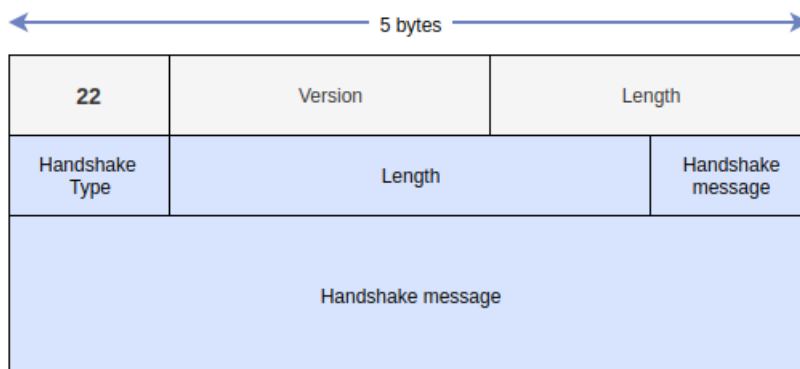 5 bytes
22 Version Length
Handshake Type Length Handshake message
Handshake message